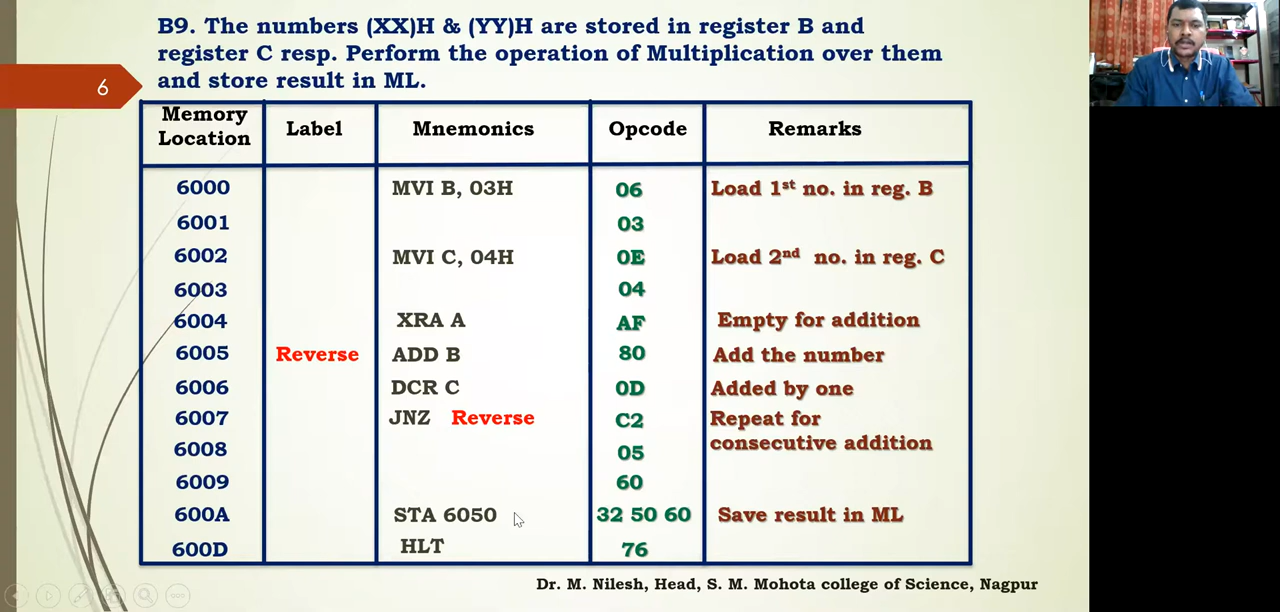 B9. The numbers (XX)H & (YY)H are stored in register B and
register C resp. Perform the operation of Multiplication over them
and store result in ML.
6
Memory Location Label Mnemonics Opcode Remarks
6000 MVI B, 03H 06 Load 1st no. in reg. B
6001 03
6002 MVI C, 04H 0E Load 2nd no. in reg. C
6003 04
6004 XRA A AF Empty for addition
6005 Reverse ADD B 80 Add the number
6006 DCR C 0D Added by one
6007 JNZ Reverse C2 Repeat for
consecutive addition
6008 05
6009 60
600A STA 6050 32 50 60 Save result in ML
600D HLT 76
Dr. M. Nilesh, Head, S. M. Mohota college of Science, Nagpur